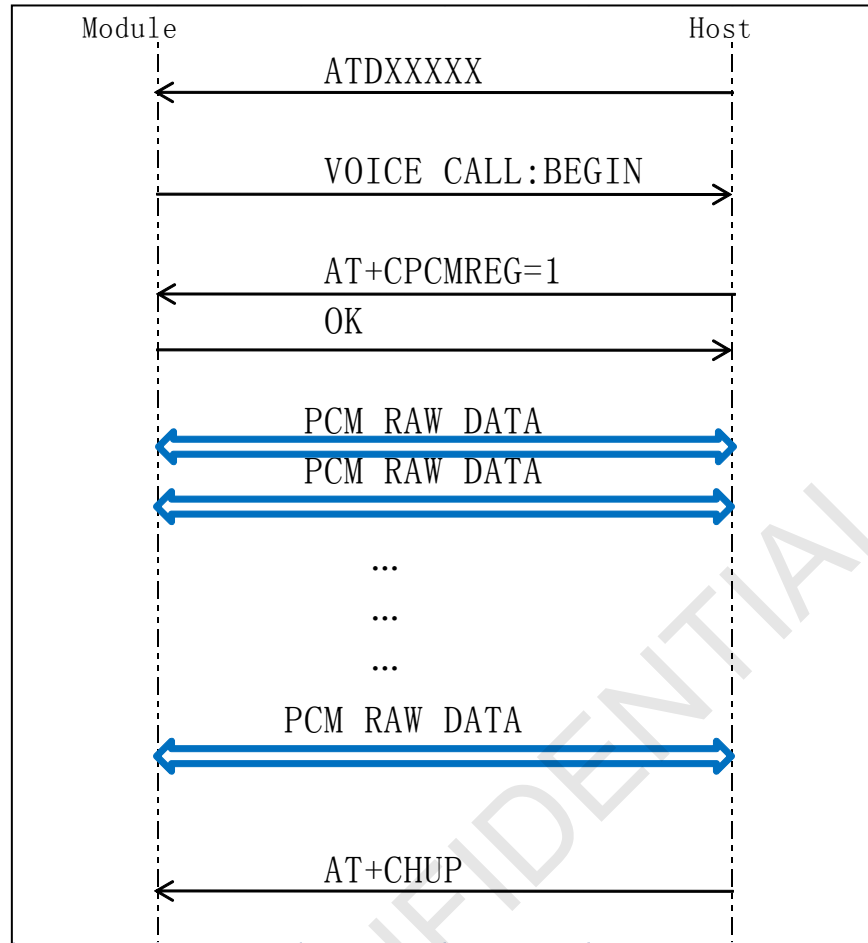 Module Host
ATDXXXXX
VOICE CALL:BEGIN
AT+CPCMREG=1
OK
PCM RAW DATA
PCM RAW DATA
...
...
...
PCM RAW DATA
AT+CHUP